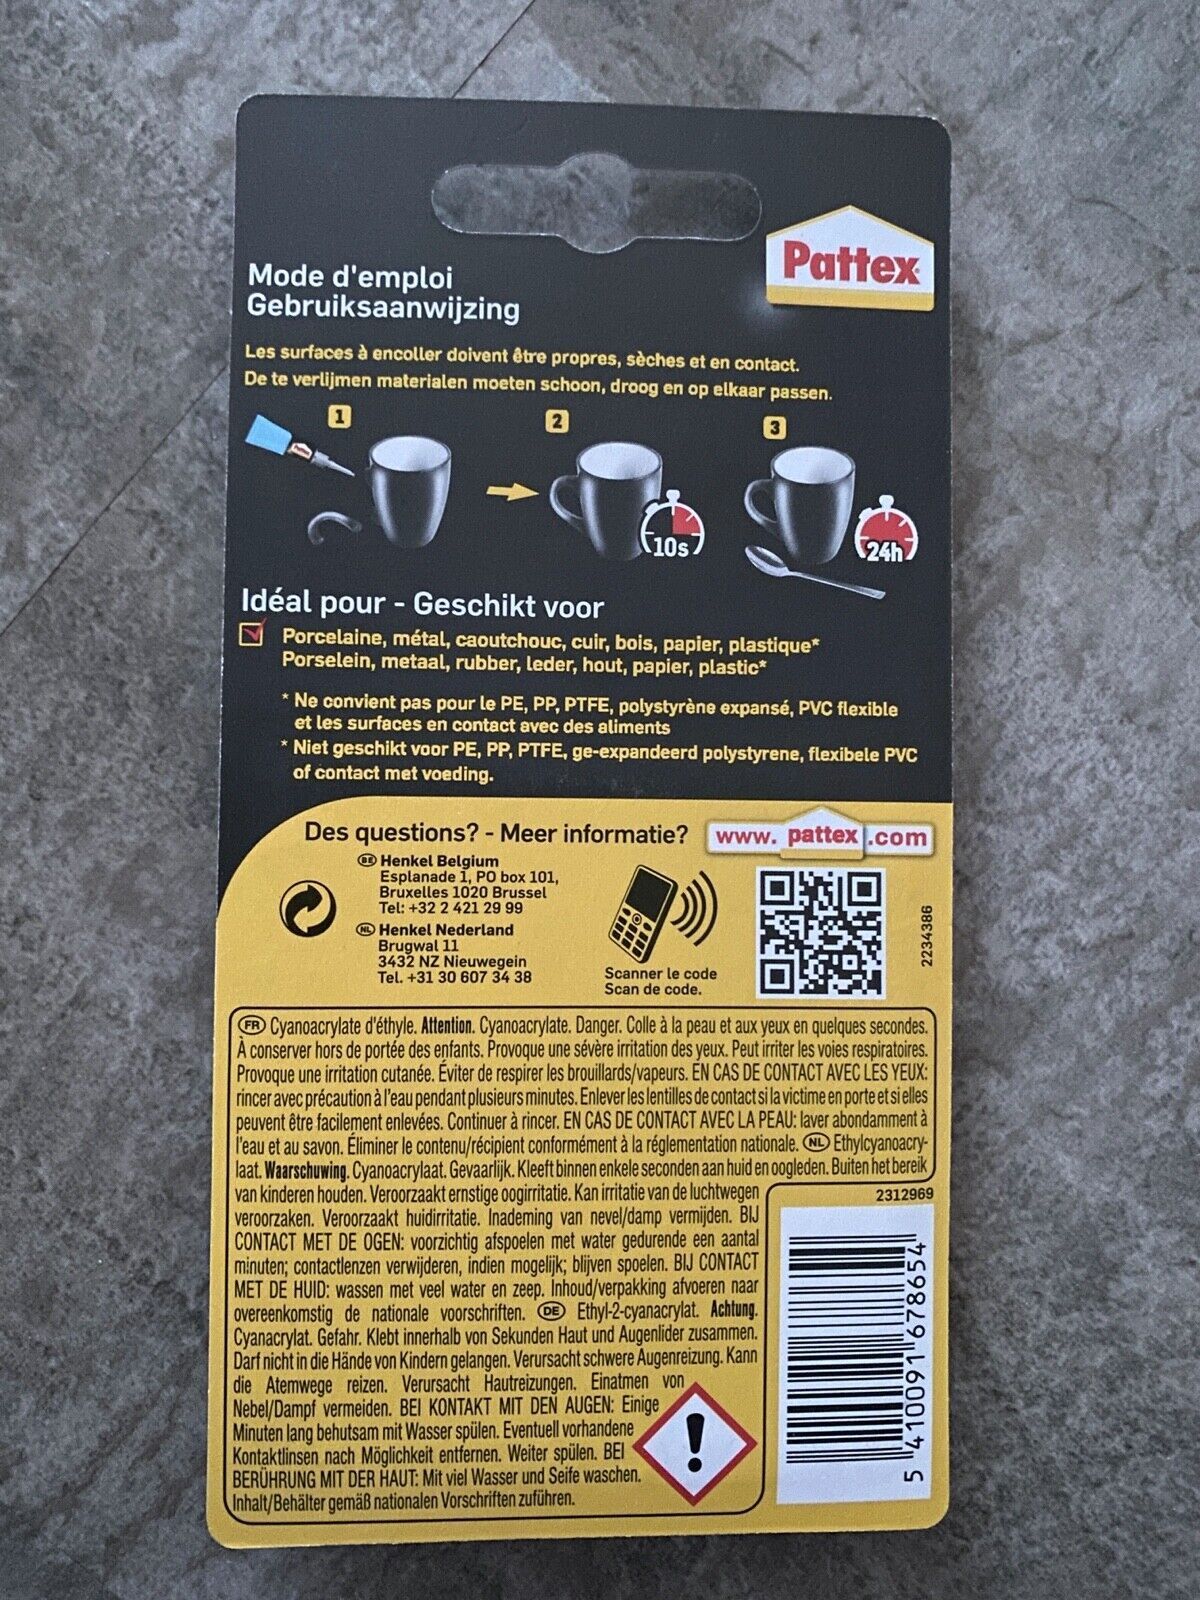 Pattex
Mode d'emploi
Gebruiksaanwijzing
Les surfaces à encoller doivent être propres, sèches et en contact.
De te verlijmen materialen moeten schoon, droog en op elkaar passen.
1
2
3
Pattex
10s
24h
Idéal pour - Geschikt voor
Porcelaine, métal, caoutchouc, cuir, bois, papier, plastique*
Porselein, metaal, rubber, leder, hout, papier, plastic*
* Ne convient pas pour le PE, PP, PTFE, polystyrène expansé, PVC flexible
et les surfaces en contact avec des aliments
* Niet geschikt voor PE, PP, PTFE, ge-expandeerd polystyrene, flexibele PVC
of contact met voeding.
Des questions? - Meer informatie?
www. pattex .com
BE Henkel Belgium
Esplanade 1, PO box 101,
Bruxelles 1020 Brussel
Tel: +32 2 421 29 99
NL Henkel Nederland
Brugwal 11
3432 NZ Nieuwegein
Tel. +31 30 607 34 38
Scanner le code
Scan de code.
2234386
FR Cyanoacrylate d'éthyle. Attention. Cyanoacrylate. Danger. Colle à la peau et aux yeux en quelques secondes.
À conserver hors de portée des enfants. Provoque une sévère irritation des yeux. Peut irriter les voies respiratoires.
Provoque une irritation cutanée. Éviter de respirer les brouillards/vapeurs. EN CAS DE CONTACT AVEC LES YEUX:
rincer avec précaution à l'eau pendant plusieurs minutes. Enlever les lentilles de contact si la victime en porte et si elles
peuvent être facilement enlevées. Continuer à rincer. EN CAS DE CONTACT AVEC LA PEAU: laver abondamment à
l'eau et au savon. Éliminer le contenu/récipient conformément à la réglementation nationale. NL Ethylcyanoacry-
laat. Waarschuwing. Cyanoacrylaat. Gevaarlijk. Kleeft binnen enkele seconden aan huid en oogleden. Buiten het bereik
van kinderen houden. Veroorzaakt ernstige oogirritatie. Kan irritatie van de luchtwegen
veroorzaken. Veroorzaakt huidirritatie. Inademing van nevel/damp vermijden. BIJ
CONTACT MET DE OGEN: voorzichtig afspoelen met water gedurende een aantal
minuten; contactlenzen verwijderen, indien mogelijk; blijven spoelen. BIJ CONTACT
MET DE HUID: wassen met veel water en zeep. Inhoud/verpakking afvoeren naar
overeenkomstig de nationale voorschriften. DE Ethyl-2-cyanacrylat. Achtung.
Cyanacrylat. Gefahr. Klebt innerhalb von Sekunden Haut und Augenlider zusammen.
Darf nicht in die Hände von Kindern gelangen. Verursacht schwere Augenreizung. Kann
die Atemwege reizen. Verursacht Hautreizungen. Einatmen von
Nebel/Dampf vermeiden. BEI KONTAKT MIT DEN AUGEN: Einige
Minuten lang behutsam mit Wasser spülen. Eventuell vorhandene
Kontaktlinsen nach Möglichkeit entfernen. Weiter spülen. BEI
BERÜHRUNG MIT DER HAUT: Mit viel Wasser und Seife waschen.
Inhalt/Behälter gemäß nationalen Vorschriften zuführen.
2312969
5 410091 678654